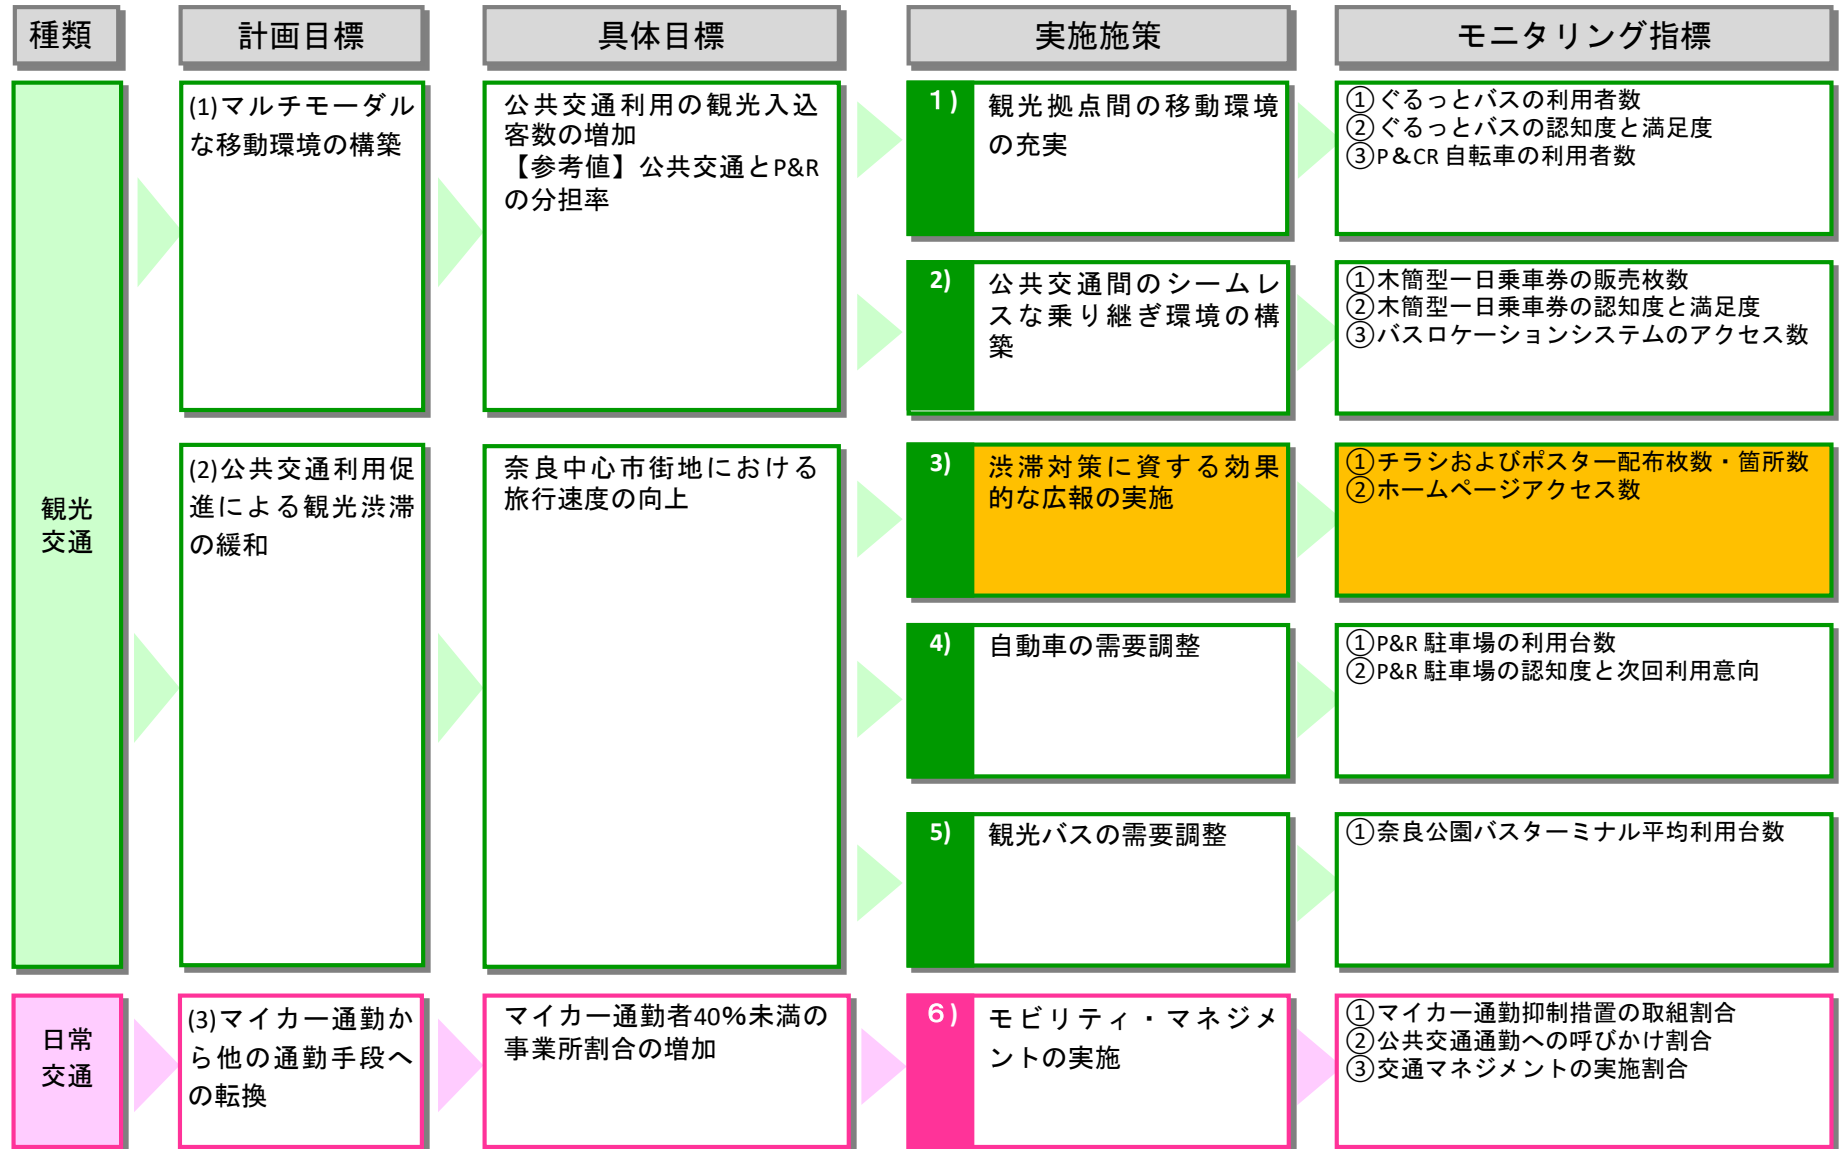 種類
計画目標
具体目標
実施施策
モニタリング指標
観光
交通
(1)マルチモーダル
な移動環境の構築
公共交通利用の観光入込
客数の増加
【参考値】公共交通とP&R
の分担率
1)
観光拠点間の移動環境
の充実
①ぐるっとバスの利用者数
②ぐるっとバスの認知度と満足度
③P&CR自転車の利用者数
2)
公共交通間のシームレ
スな乗り継ぎ環境の構
築
①木簡型一日乗車券の販売枚数
②木簡型一日乗車券の認知度と満足度
③バスロケーションシステムのアクセス数
(2)公共交通利用促
進による観光渋滞
の緩和
奈良中心市街地における
旅行速度の向上
3)
渋滞対策に資する効果
的な広報の実施
①チラシおよびポスター配布枚数・箇所数
②ホームページアクセス数
4)
自動車の需要調整
①P&R駐車場の利用台数
②P&R駐車場の認知度と次回利用意向
5)
観光バスの需要調整
①奈良公園バスターミナル平均利用台数
日常
交通
(3)マイカー通勤か
ら他の通勤手段へ
の転換
マイカー通勤者40%未満の
事業所割合の増加
6)
モビリティ・マネジメ
ントの実施
①マイカー通勤抑制措置の取組割合
②公共交通通勤への呼びかけ割合
③交通マネジメントの実施割合